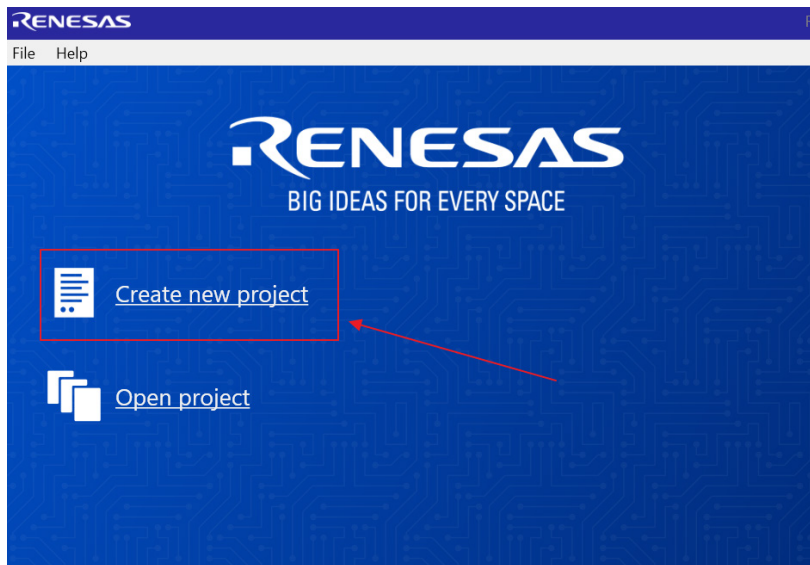 RENESAS
File Help
RENESAS
BIG IDEAS FOR EVERY SPACE
Create new project
Open project